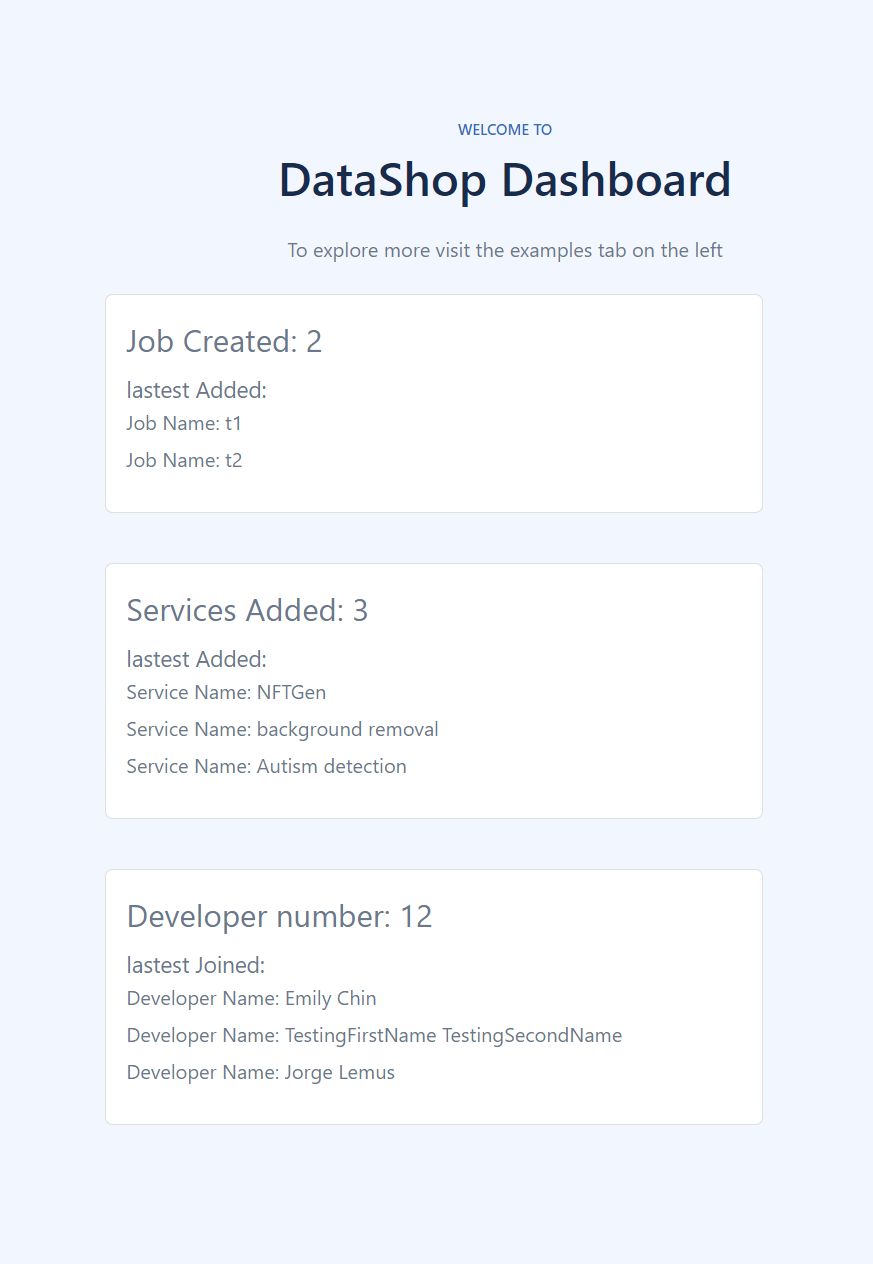 WELCOME TO
DataShop Dashboard
To explore more visit the examples tab on the left
Job Created: 2
lastest Added:
Job Name: t1
Job Name: t2
Services Added: 3
lastest Added:
Service Name: NFTGen
Service Name: background removal
Service Name: Autism detection
Developer number: 12
lastest Joined:
Developer Name: Emily Chin
Developer Name: TestingFirstName TestingSecondName
Developer Name: Jorge Lemus